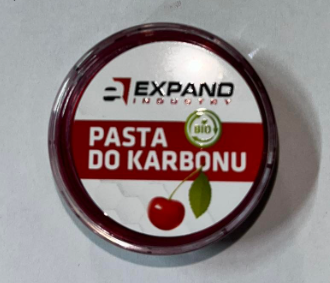 EXPAND
INDUSTRY
BIO
PASTA
DO KARBONU